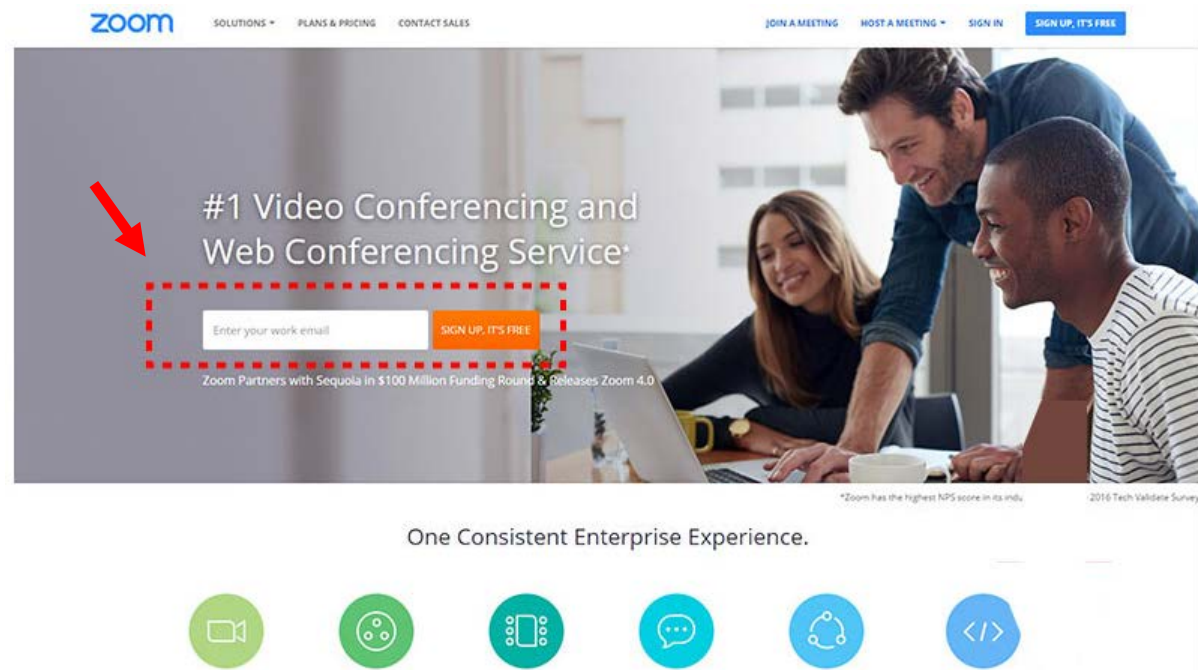 zoom
SOLUTIONS
PLANS & PRICING
CONTACT SALES
JOIN A MEETING
HOST A MEETING
SIGN IN
SIGN UP, IT'S FREE
#1 Video Conferencing and
Web Conferencing Service*
Enter your work email
SIGN UP, IT'S FREE
Zoom Partners with Sequoia in $100 Million Funding Round & Releases Zoom 4.0
*Zoom has the highest NPS score in its indu
2016 Tech Validate Survey
One Consistent Enterprise Experience.